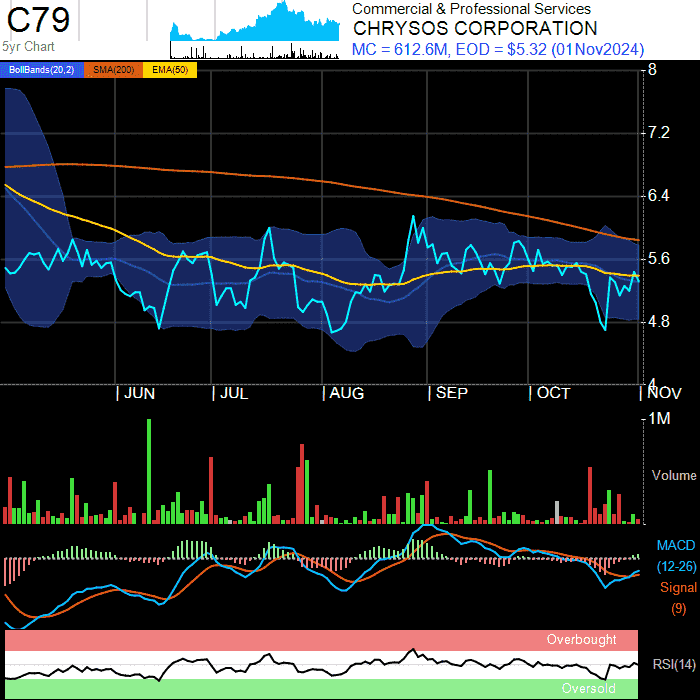 C79
5yr Chart
Commercial & Professional Services
CHRYSOS CORPORATION
MC = 612.6M, EOD = $5.32 (01Nov2024)
BollBands(20,2) SMA(200) EMA(50)
8
7.2
6.4
5.6
4.8
4
JUN JUL AUG SEP OCT NOV
1M
Volume
MACD
(12-26)
Signal
(9)
Overbought
RSI(14)
Oversold